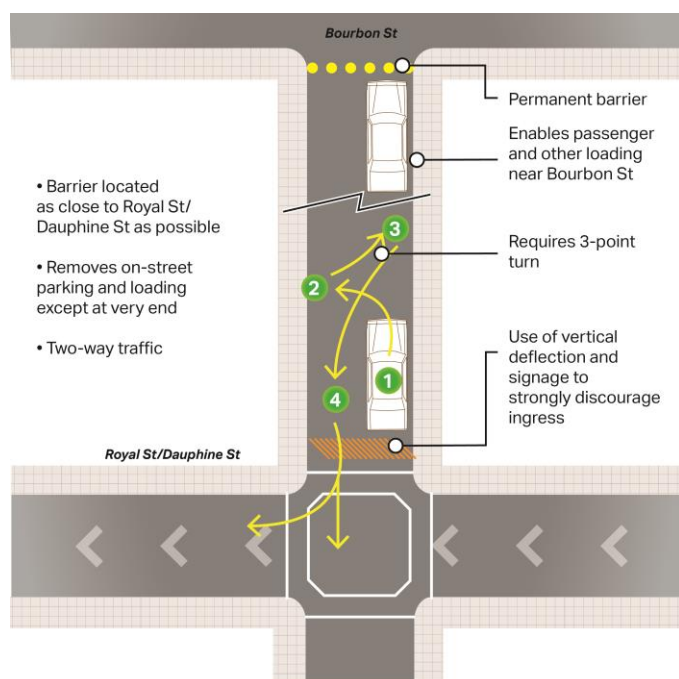 Bourbon St
Permanent barrier
Enables passenger
and other loading
near Bourbon St
• Barrier located
as close to Royal St/
Dauphine St as possible
• Removes on-street
parking and loading
except at very end
• Two-way traffic
3
Requires 3-point
turn
2
Use of vertical
deflection and
signage to
strongly discourage
ingress
1
4
Royal St/Dauphine St